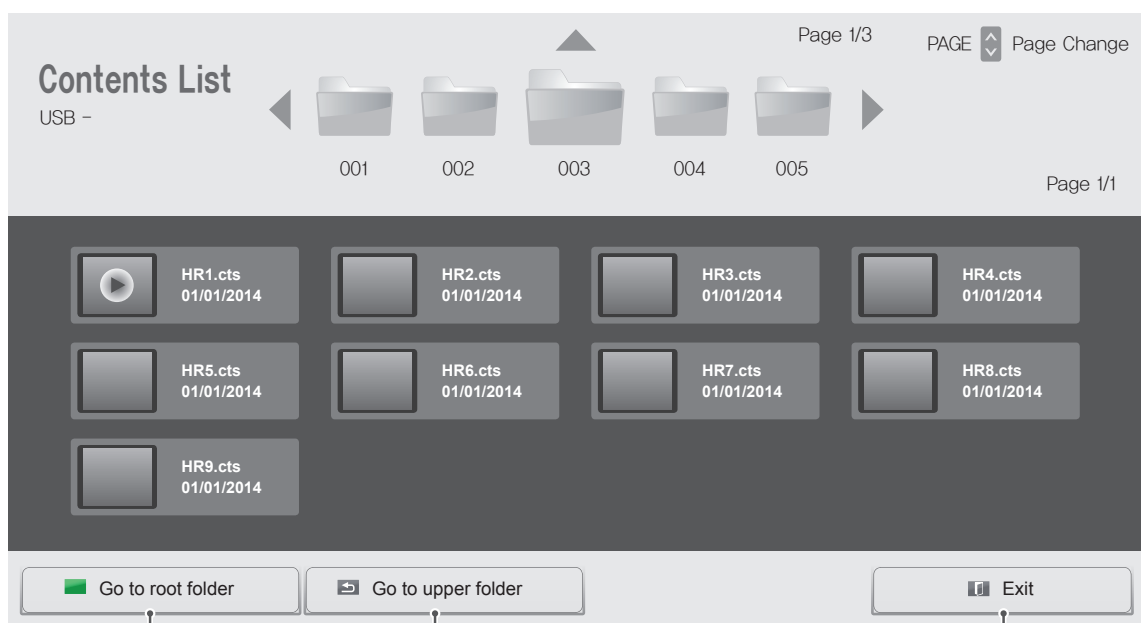 Page 1/3
PAGE Page Change
Contents List
USB -
001 002 003 004 005
Page 1/1
HR1.cts HR2.cts HR3.cts HR4.cts
01/01/2014 01/01/2014 01/01/2014 01/01/2014
HR5.cts HR6.cts HR7.cts HR8.cts
01/01/2014 01/01/2014 01/01/2014 01/01/2014
HR9.cts
01/01/2014
Go to root folder Go to upper folder Exit